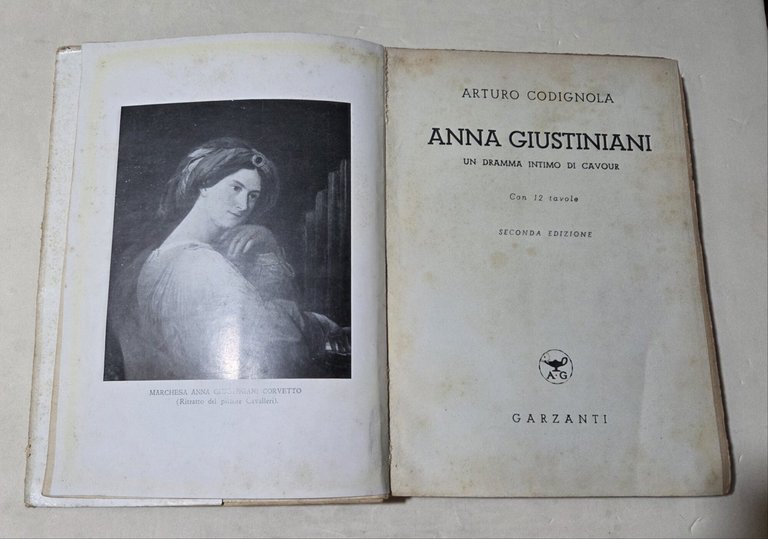 MARCHESA ANNA GIUSTINIANI CORVETTO
(Ritratto del pittore Cavalleri).
ARTURO CODIGNOLA
ANNA GIUSTINIANI
UN DRAMMA INTIMO DI CAVOUR
Con 12 tavole
SECONDA EDIZIONE
A·G
GARZANTI